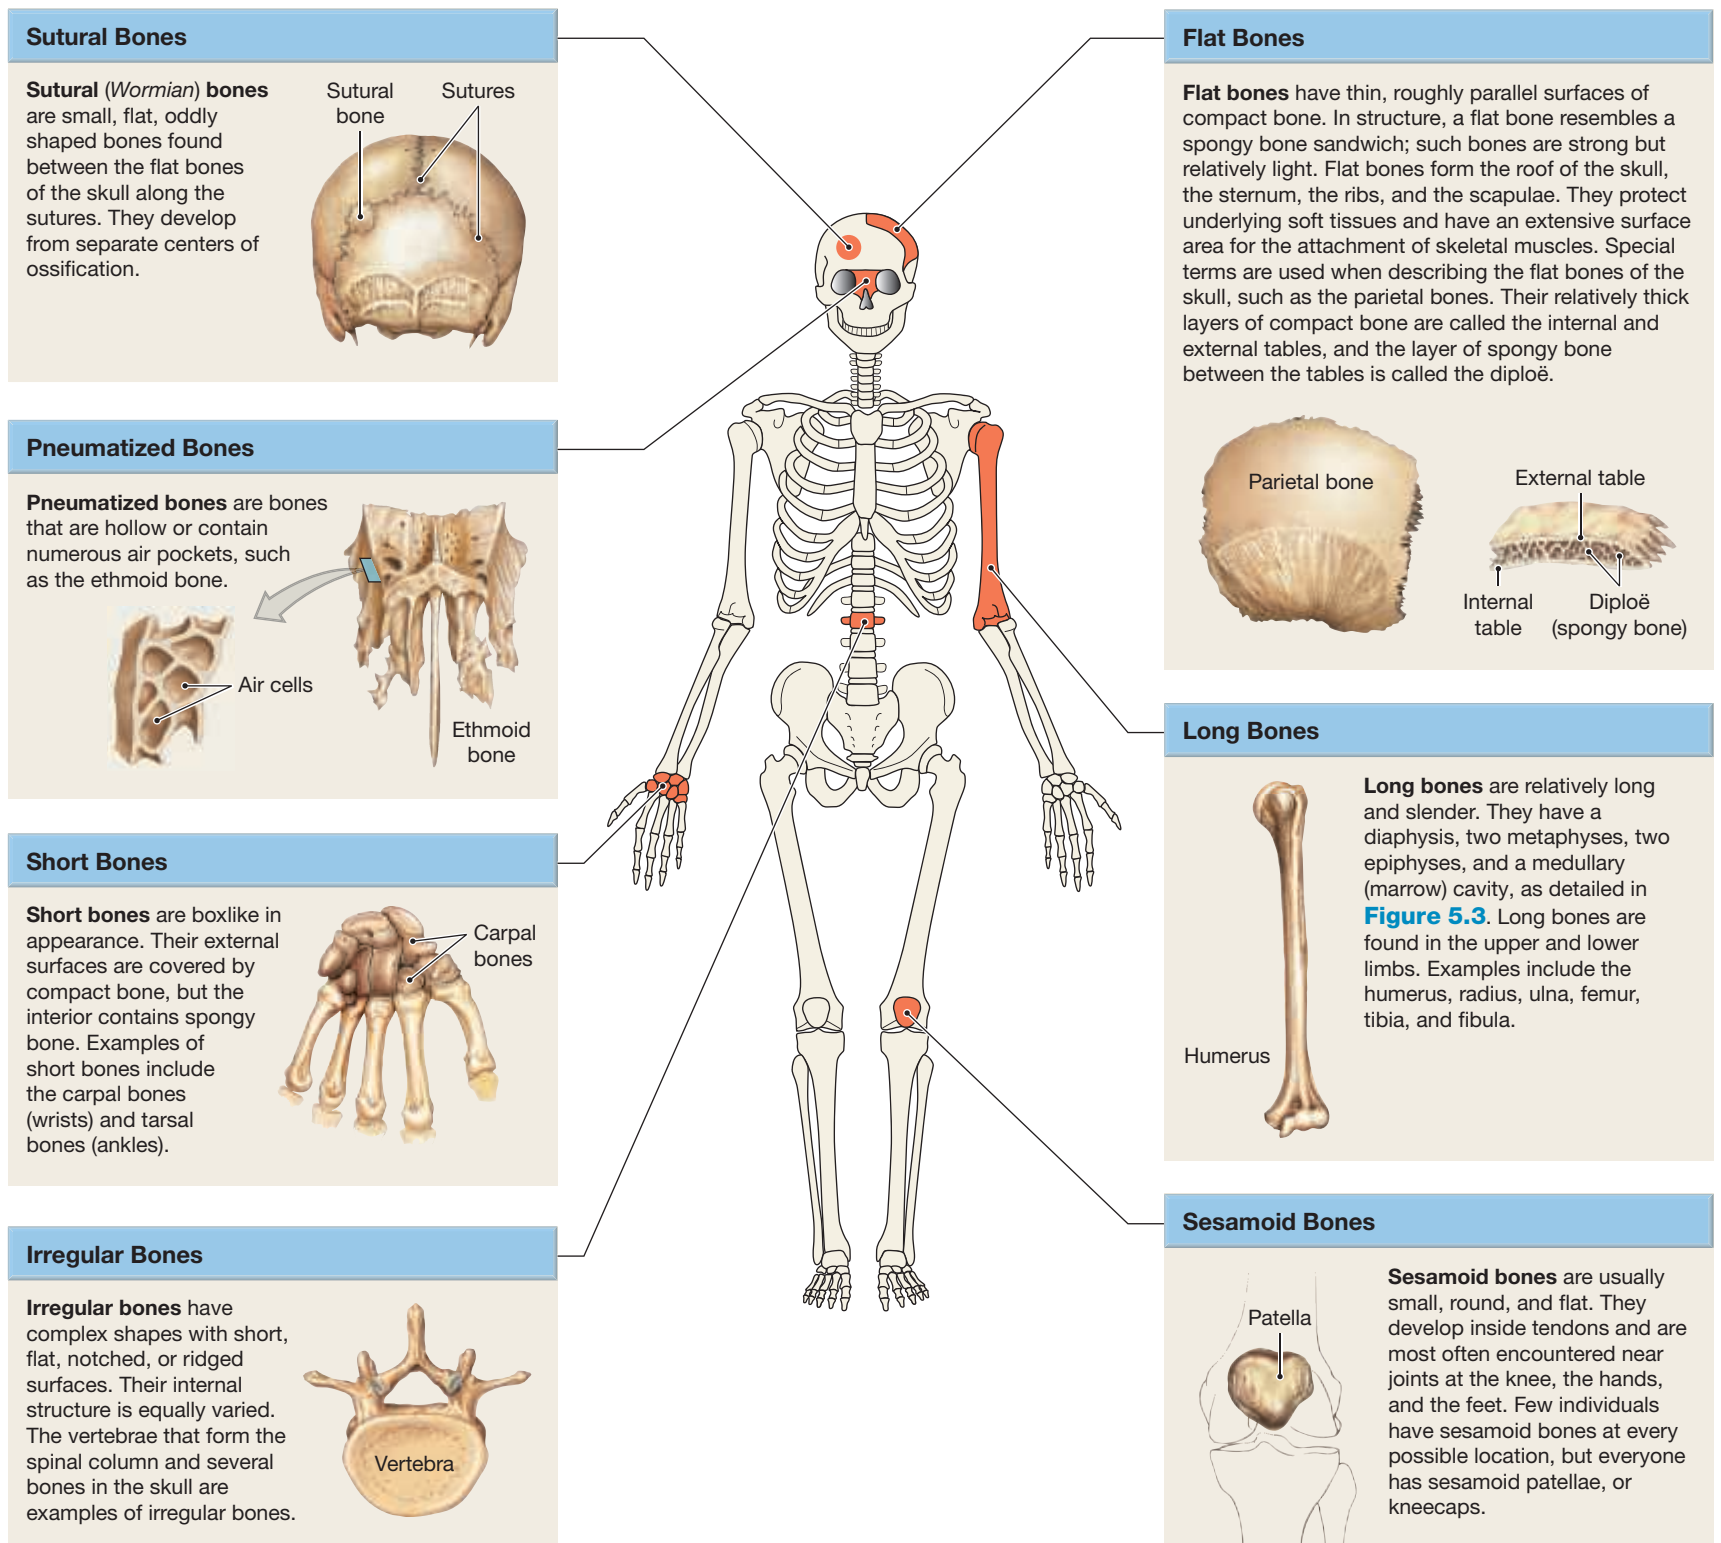 Sutural Bones
Sutural (Wormian) bones
are small, flat, oddly
shaped bones found
between the flat bones
of the skull along the
sutures. They develop
from separate centers of
ossification.
Sutural
bone
Sutures
Pneumatized Bones
Pneumatized bones are bones
that are hollow or contain
numerous air pockets, such
as the ethmoid bone.
Air cells
Ethmoid
bone
Short Bones
Short bones are boxlike in
appearance. Their external
surfaces are covered by
compact bone, but the
interior contains spongy
bone. Examples of
short bones include
the carpal bones
(wrists) and tarsal
bones (ankles).
Carpal
bones
Irregular Bones
Irregular bones have
complex shapes with short,
flat, notched, or ridged
surfaces. Their internal
structure is equally varied.
The vertebrae that form the
spinal column and several
bones in the skull are
examples of irregular bones.
Vertebra
Flat Bones
Flat bones have thin, roughly parallel surfaces of
compact bone. In structure, a flat bone resembles a
spongy bone sandwich; such bones are strong but
relatively light. Flat bones form the roof of the skull,
the sternum, the ribs, and the scapulae. They protect
underlying soft tissues and have an extensive surface
area for the attachment of skeletal muscles. Special
terms are used when describing the flat bones of the
skull, such as the parietal bones. Their relatively thick
layers of compact bone are called the internal and
external tables, and the layer of spongy bone
between the tables is called the diploë.
Parietal bone
External table
Internal
table
Diploë
(spongy bone)
Long Bones
Long bones are relatively long
and slender. They have a
diaphysis, two metaphyses, two
epiphyses, and a medullary
(marrow) cavity, as detailed in
Figure 5.3. Long bones are
found in the upper and lower
limbs. Examples include the
humerus, radius, ulna, femur,
tibia, and fibula.
Humerus
Sesamoid Bones
Sesamoid bones are usually
small, round, and flat. They
develop inside tendons and are
most often encountered near
joints at the knee, the hands,
and the feet. Few individuals
have sesamoid bones at every
possible location, but everyone
has sesamoid patellae, or
kneecaps.
Patella